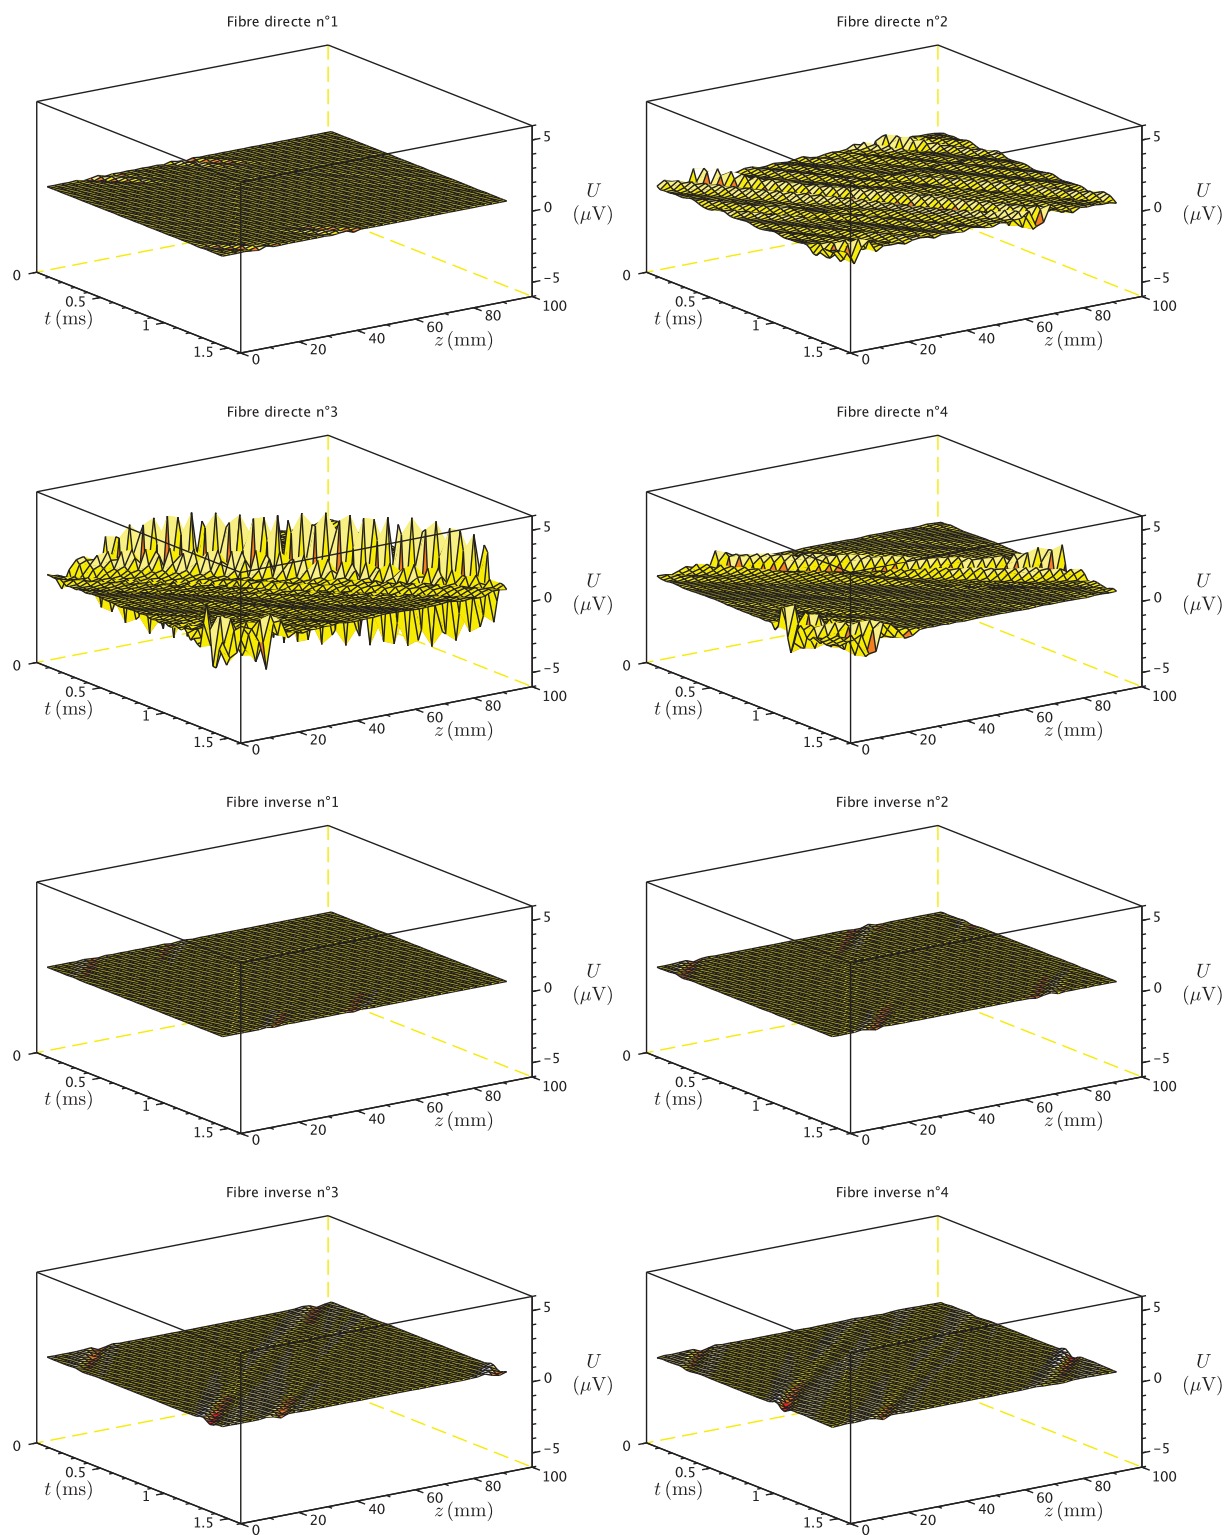 Fibre directe n°1
5
U
0
(μV)
−5
0
0.5
t (ms)
1
1.5
0
20
40
60
z (mm)
80
100
Fibre directe n°2
5
U
0
(μV)
−5
0
0.5
t (ms)
1
1.5
0
20
40
60
z (mm)
80
100
Fibre directe n°3
5
U
0
(μV)
−5
0
0.5
t (ms)
1
1.5
0
20
40
60
z (mm)
80
100
Fibre directe n°4
5
U
0
(μV)
−5
0
0.5
t (ms)
1
1.5
0
20
40
60
z (mm)
80
100
Fibre inverse n°1
5
U
0
(μV)
−5
0
0.5
t (ms)
1
1.5
0
20
40
60
z (mm)
80
100
Fibre inverse n°2
5
U
0
(μV)
−5
0
0.5
t (ms)
1
1.5
0
20
40
60
z (mm)
80
100
Fibre inverse n°3
5
U
0
(μV)
−5
0
0.5
t (ms)
1
1.5
0
20
40
60
z (mm)
80
100
Fibre inverse n°4
5
U
0
(μV)
−5
0
0.5
t (ms)
1
1.5
0
20
40
60
z (mm)
80
100